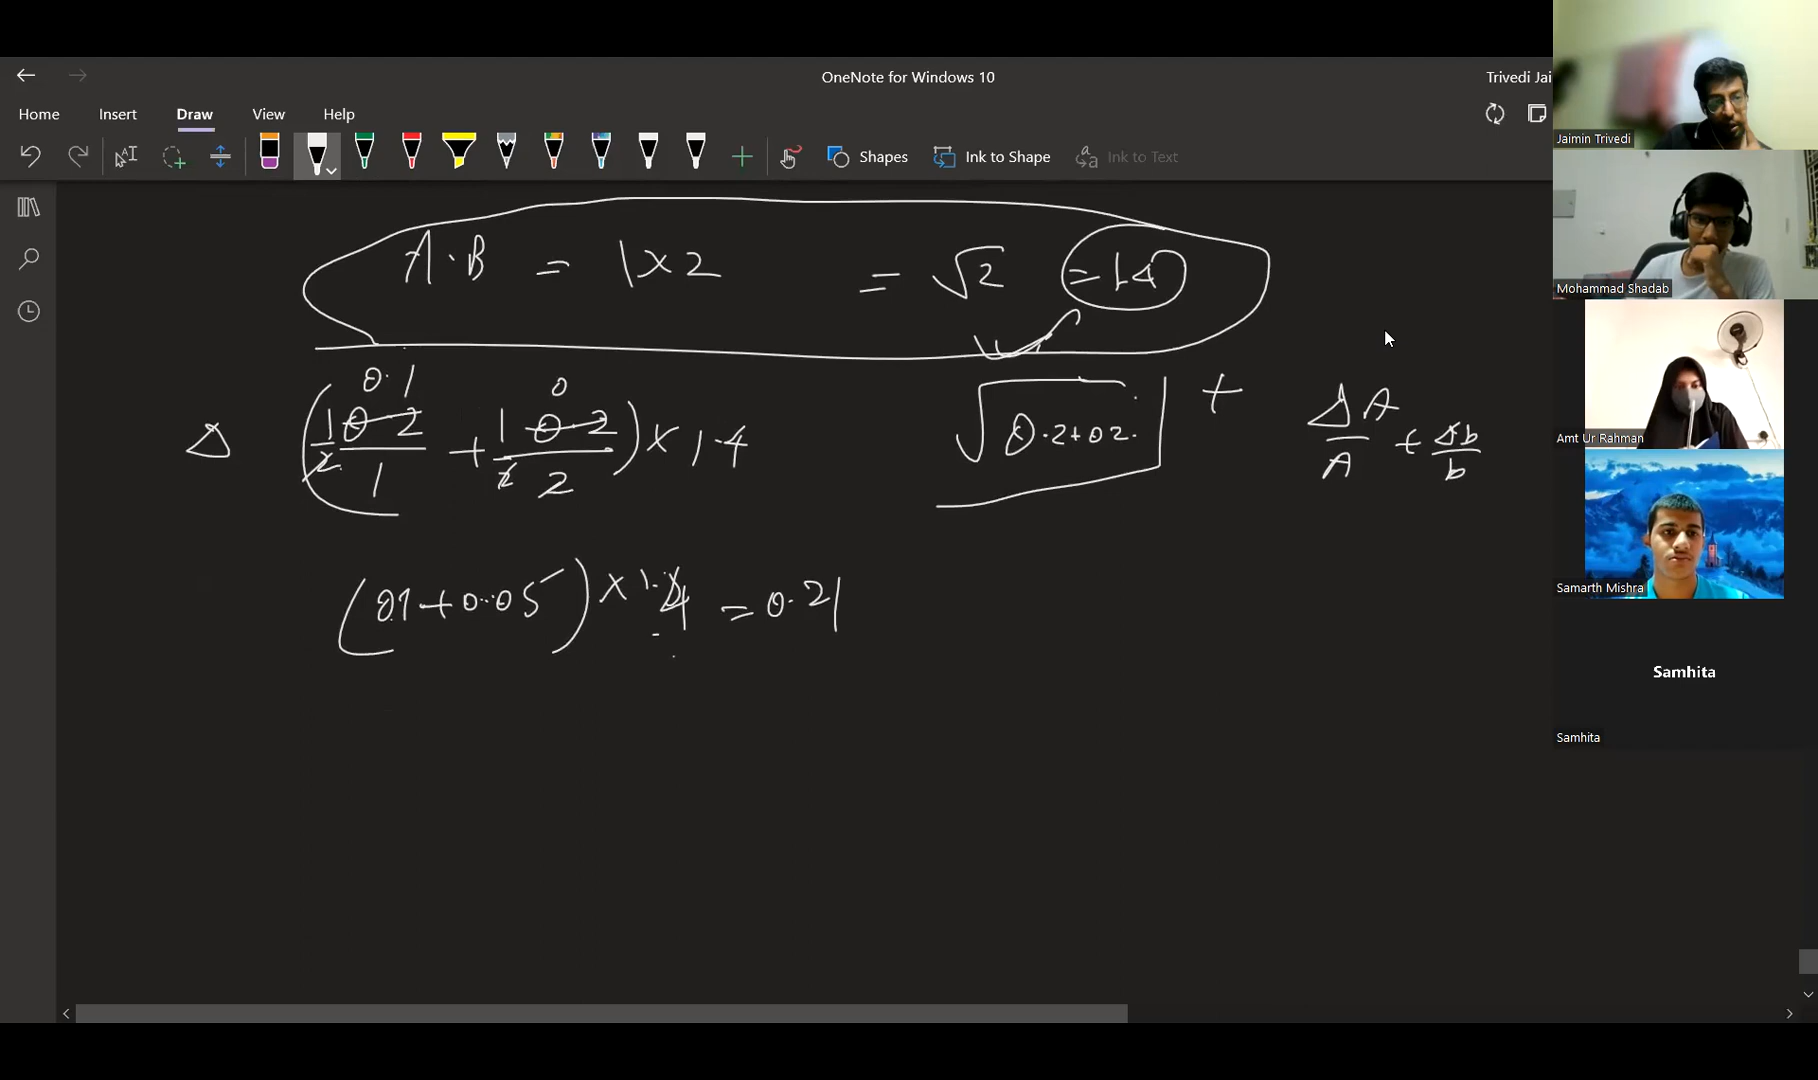 OneNote for Windows 10
Trivedi Jai
Home Insert Draw View Help
Shapes Ink to Shape Ink to Text
A·B = 1×2 = √2 = 1.4
0.1 0
Δ (1 0.2 / 2 1 + 1 0.2 / 2 2) × 1.4 √0.2+0.2 + ΔA/A + Δb/b
(0.1 + 0.05) × 1.4 = 0.21
Jaimin Trivedi
Mohammad Shadab
Amt Ur Rahman
Samarth Mishra
Samhita
Samhita